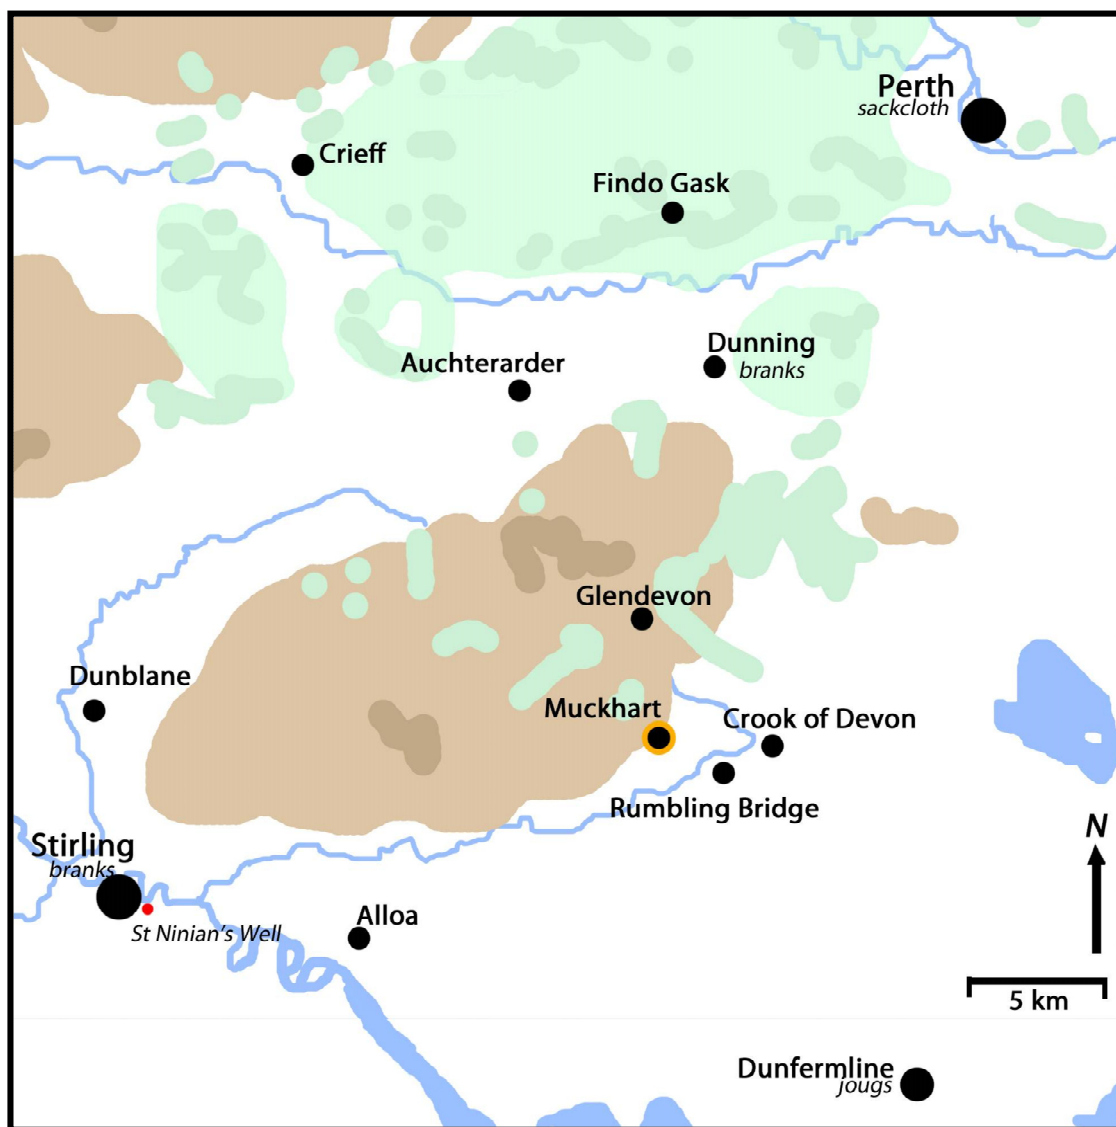 Perth
sackcloth
Crieff
Findo Gask
Dunning
branks
Auchterarder
Glendevon
Dunblane
Muckhart
Crook of Devon
Rumbling Bridge
N
Stirling
branks
St Ninian's Well
Alloa
5 km
Dunfermline
jougs